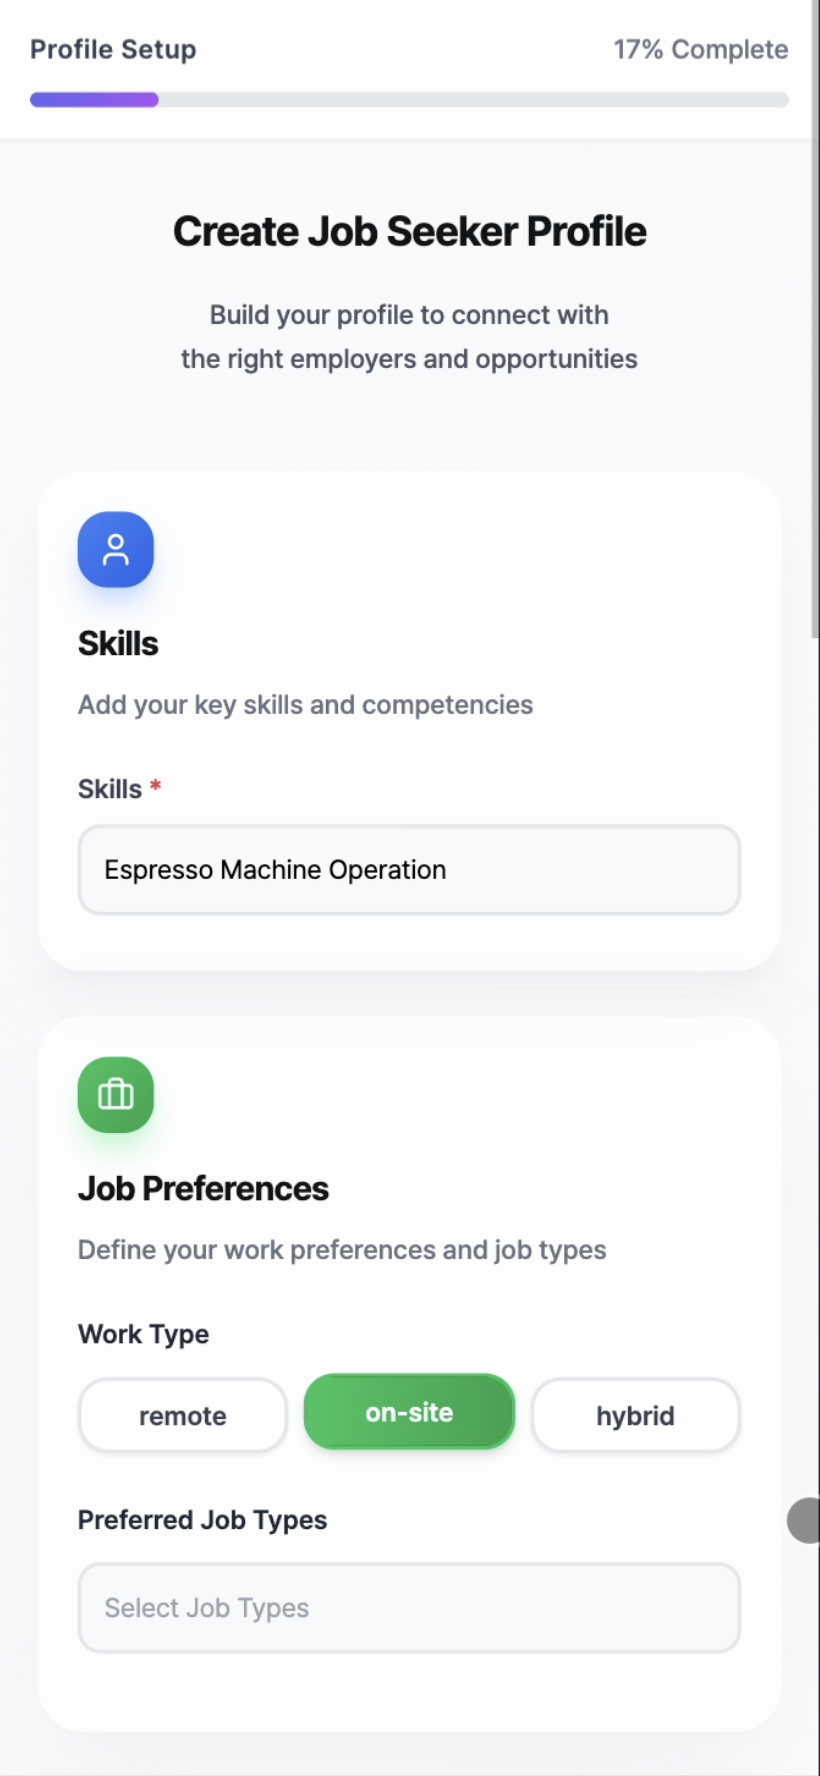 Profile Setup
17% Complete
Create Job Seeker Profile
Build your profile to connect with
the right employers and opportunities
Skills
Add your key skills and competencies
Skills *
Espresso Machine Operation
Job Preferences
Define your work preferences and job types
Work Type
remote
on-site
hybrid
Preferred Job Types
Select Job Types